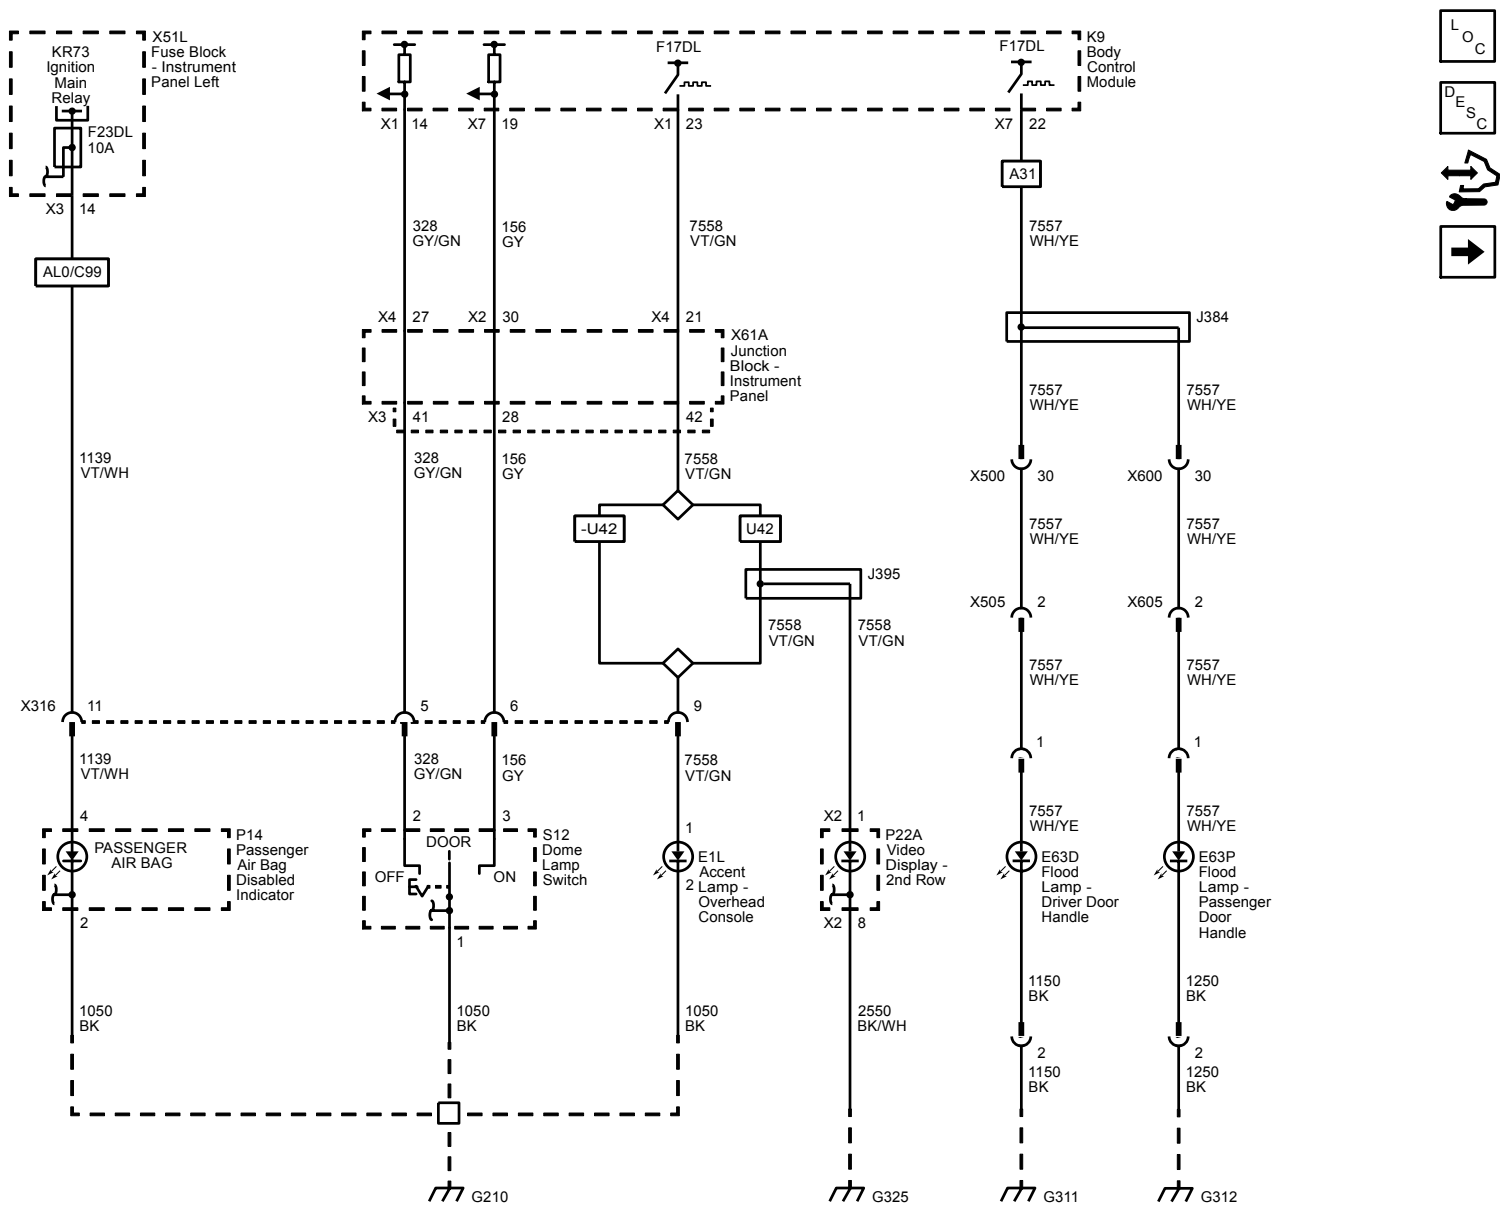 X51L
Fuse Block
- Instrument
Panel Left
KR73
Ignition
Main
Relay
F23DL
10A
X3 14
AL0/C99
F17DL
F17DL
K9
Body
Control
Module
X1 14
X7 19
X1 23
X7 22
A31
328
GY/GN
156
GY
7558
VT/GN
7557
WH/YE
X4 27
X2 30
X4 21
X61A
Junction
Block -
Instrument
Panel
X3 41
28
42
J384
1139
VT/WH
328
GY/GN
156
GY
7558
VT/GN
7557
WH/YE
7557
WH/YE
X500 30
X600 30
-U42
U42
7557
WH/YE
7557
WH/YE
J395
X505 2
X605 2
7558
VT/GN
7558
VT/GN
7557
WH/YE
7557
WH/YE
X316 11
5
6
9
1139
VT/WH
328
GY/GN
156
GY
7558
VT/GN
1
1
4
2
3
1
X2 1
7557
WH/YE
7557
WH/YE
PASSENGER
AIR BAG
P14
Passenger
Air Bag
Disabled
Indicator
2
DOOR
OFF
ON
S12
Dome
Lamp
Switch
1
E1L
Accent
Lamp -
Overhead
Console
2
P22A
Video
Display -
2nd Row
X2 8
E63D
Flood
Lamp -
Driver Door
Handle
E63P
Flood
Lamp -
Passenger
Door
Handle
1050
BK
1050
BK
1050
BK
2550
BK/WH
1150
BK
1250
BK
2
2
1150
BK
1250
BK
G210
G325
G311
G312
LOC
DESC